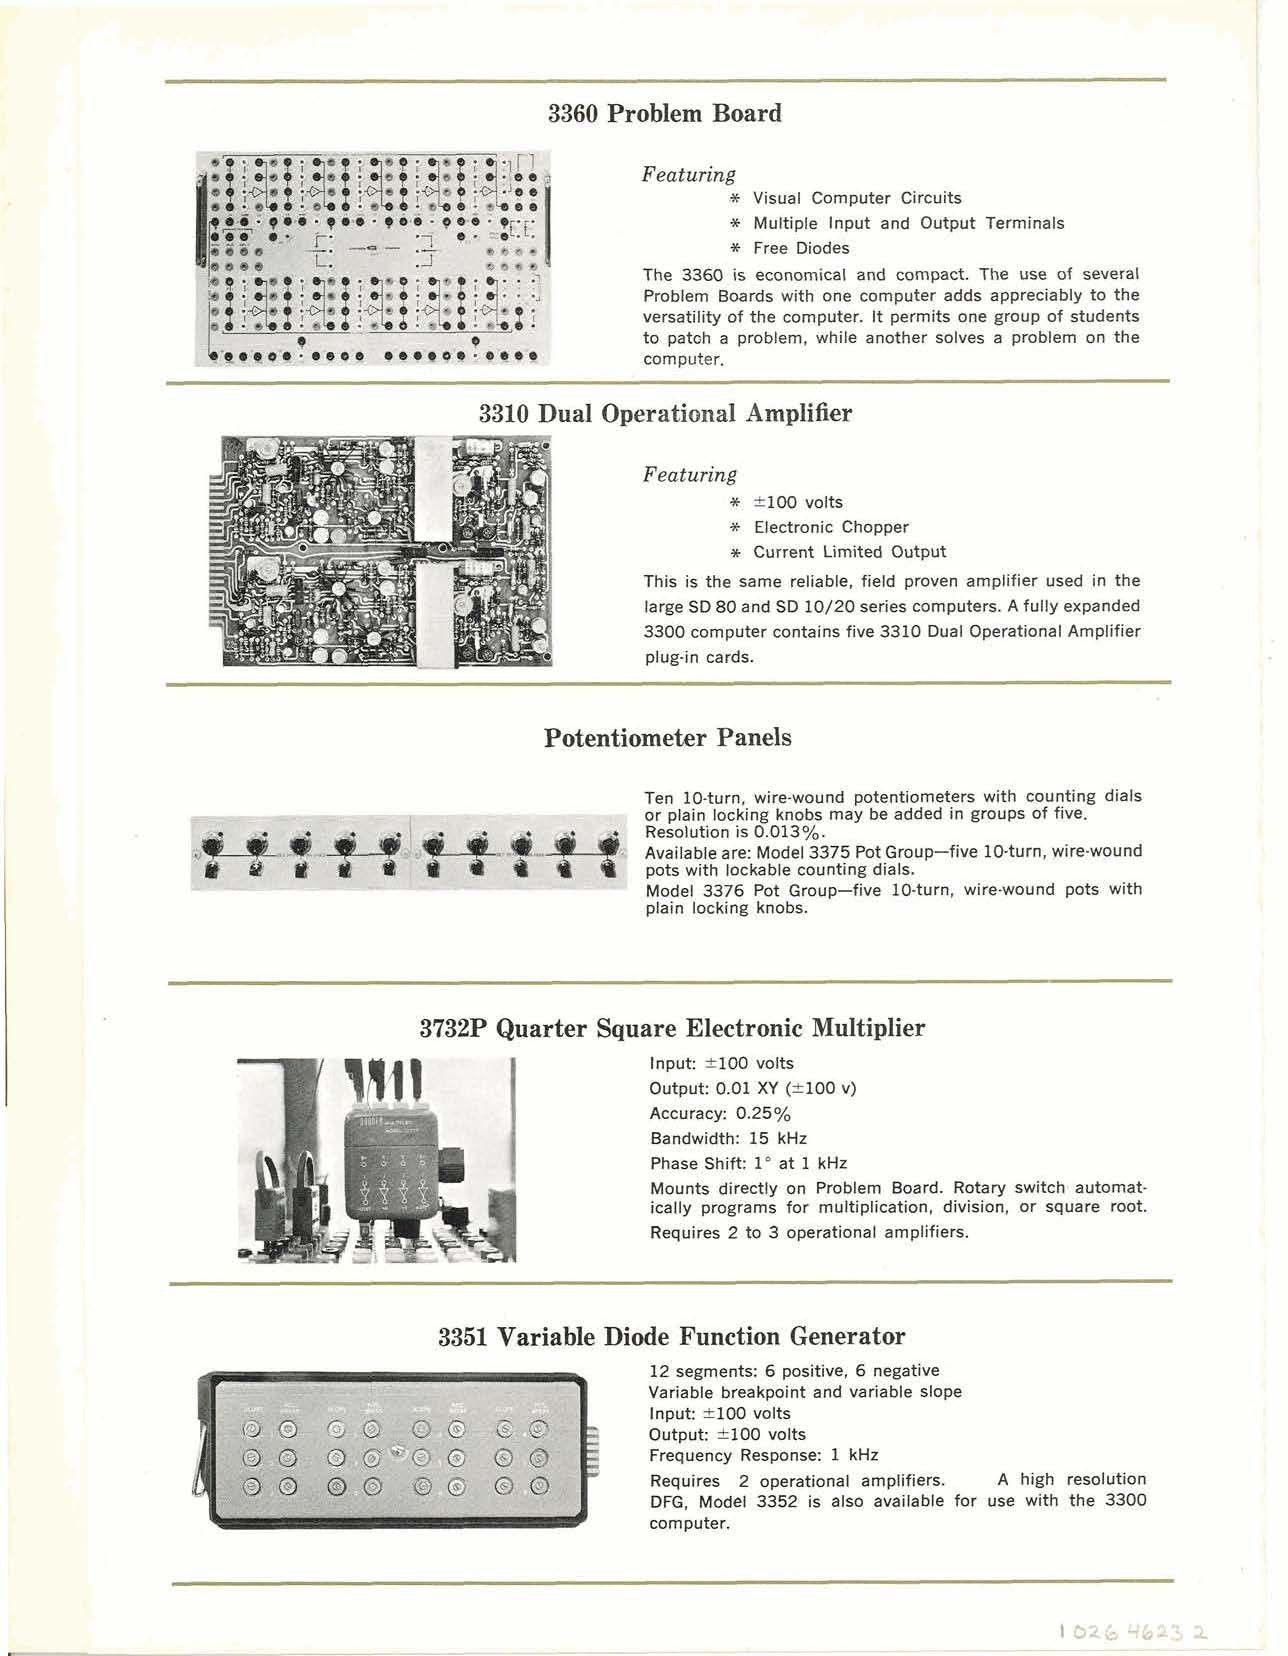 3360 Problem Board
Featuring
* Visual Computer Circuits
* Multiple Input and Output Terminals
* Free Diodes
The 3360 is economical and compact. The use of several
Problem Boards with one computer adds appreciably to the
versatility of the computer. It permits one group of students
to patch a problem, while another solves a problem on the
computer.
3310 Dual Operational Amplifier
Featuring
* ±100 volts
* Electronic Chopper
* Current Limited Output
This is the same reliable, field proven amplifier used in the
large SD 80 and SD 10/20 series computers. A fully expanded
3300 computer contains five 3310 Dual Operational Amplifier
plug-in cards.
Potentiometer Panels
Ten 10-turn, wire-wound potentiometers with counting dials
or plain locking knobs may be added in groups of five.
Resolution is 0.013%.
Available are: Model 3375 Pot Group—five 10-turn, wire-wound
pots with lockable counting dials.
Model 3376 Pot Group—five 10-turn, wire-wound pots with
plain locking knobs.
3732P Quarter Square Electronic Multiplier
Input: ±100 volts
Output: 0.01 XY (±100 v)
Accuracy: 0.25%
Bandwidth: 15 kHz
Phase Shift: 1° at 1 kHz
Mounts directly on Problem Board. Rotary switch automat-
ically programs for multiplication, division, or square root.
Requires 2 to 3 operational amplifiers.
3351 Variable Diode Function Generator
12 segments: 6 positive, 6 negative
Variable breakpoint and variable slope
Input: ±100 volts
Output: ±100 volts
Frequency Response: 1 kHz
Requires 2 operational amplifiers. A high resolution
DFG, Model 3352 is also available for use with the 3300
computer.
1026 4623 2